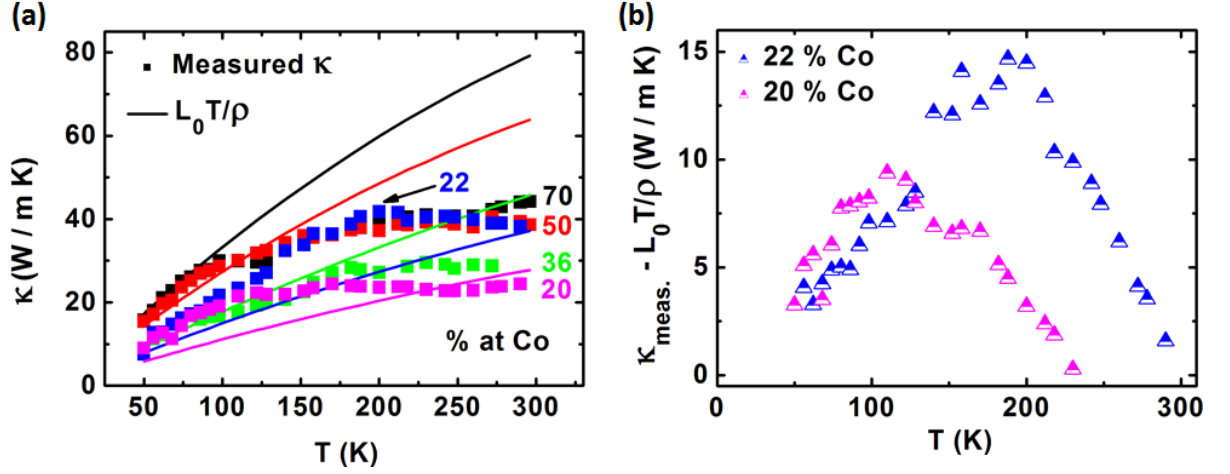 (a)
80
60
40
20
0
κ (W / m K)
Measured κ
L₀T/ρ
22
70
50
36
20
% at Co
50 100 150 200 250 300
T (K)
(b)
15
10
5
0
κmeas. - L₀T/ρ (W / m K)
22 % Co
20 % Co
0 100 200 300
T (K)